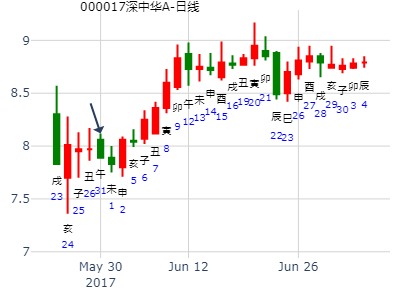 000017深中华A-日线
9
8.5
8
7.5
7
戌
23
亥
24
子
25
丑
26
午
31
未
1
申
2
亥
5
子
6
丑
7
寅
8
卯
9
午
12
未
13
申
14
酉
15
戌
16
丑
19
寅
20
卯
21
辰
22
巳
23
申
26
酉
27
戌
28
亥
29
子
30
卯
3
辰
4
May 30
2017
Jun 12
Jun 26